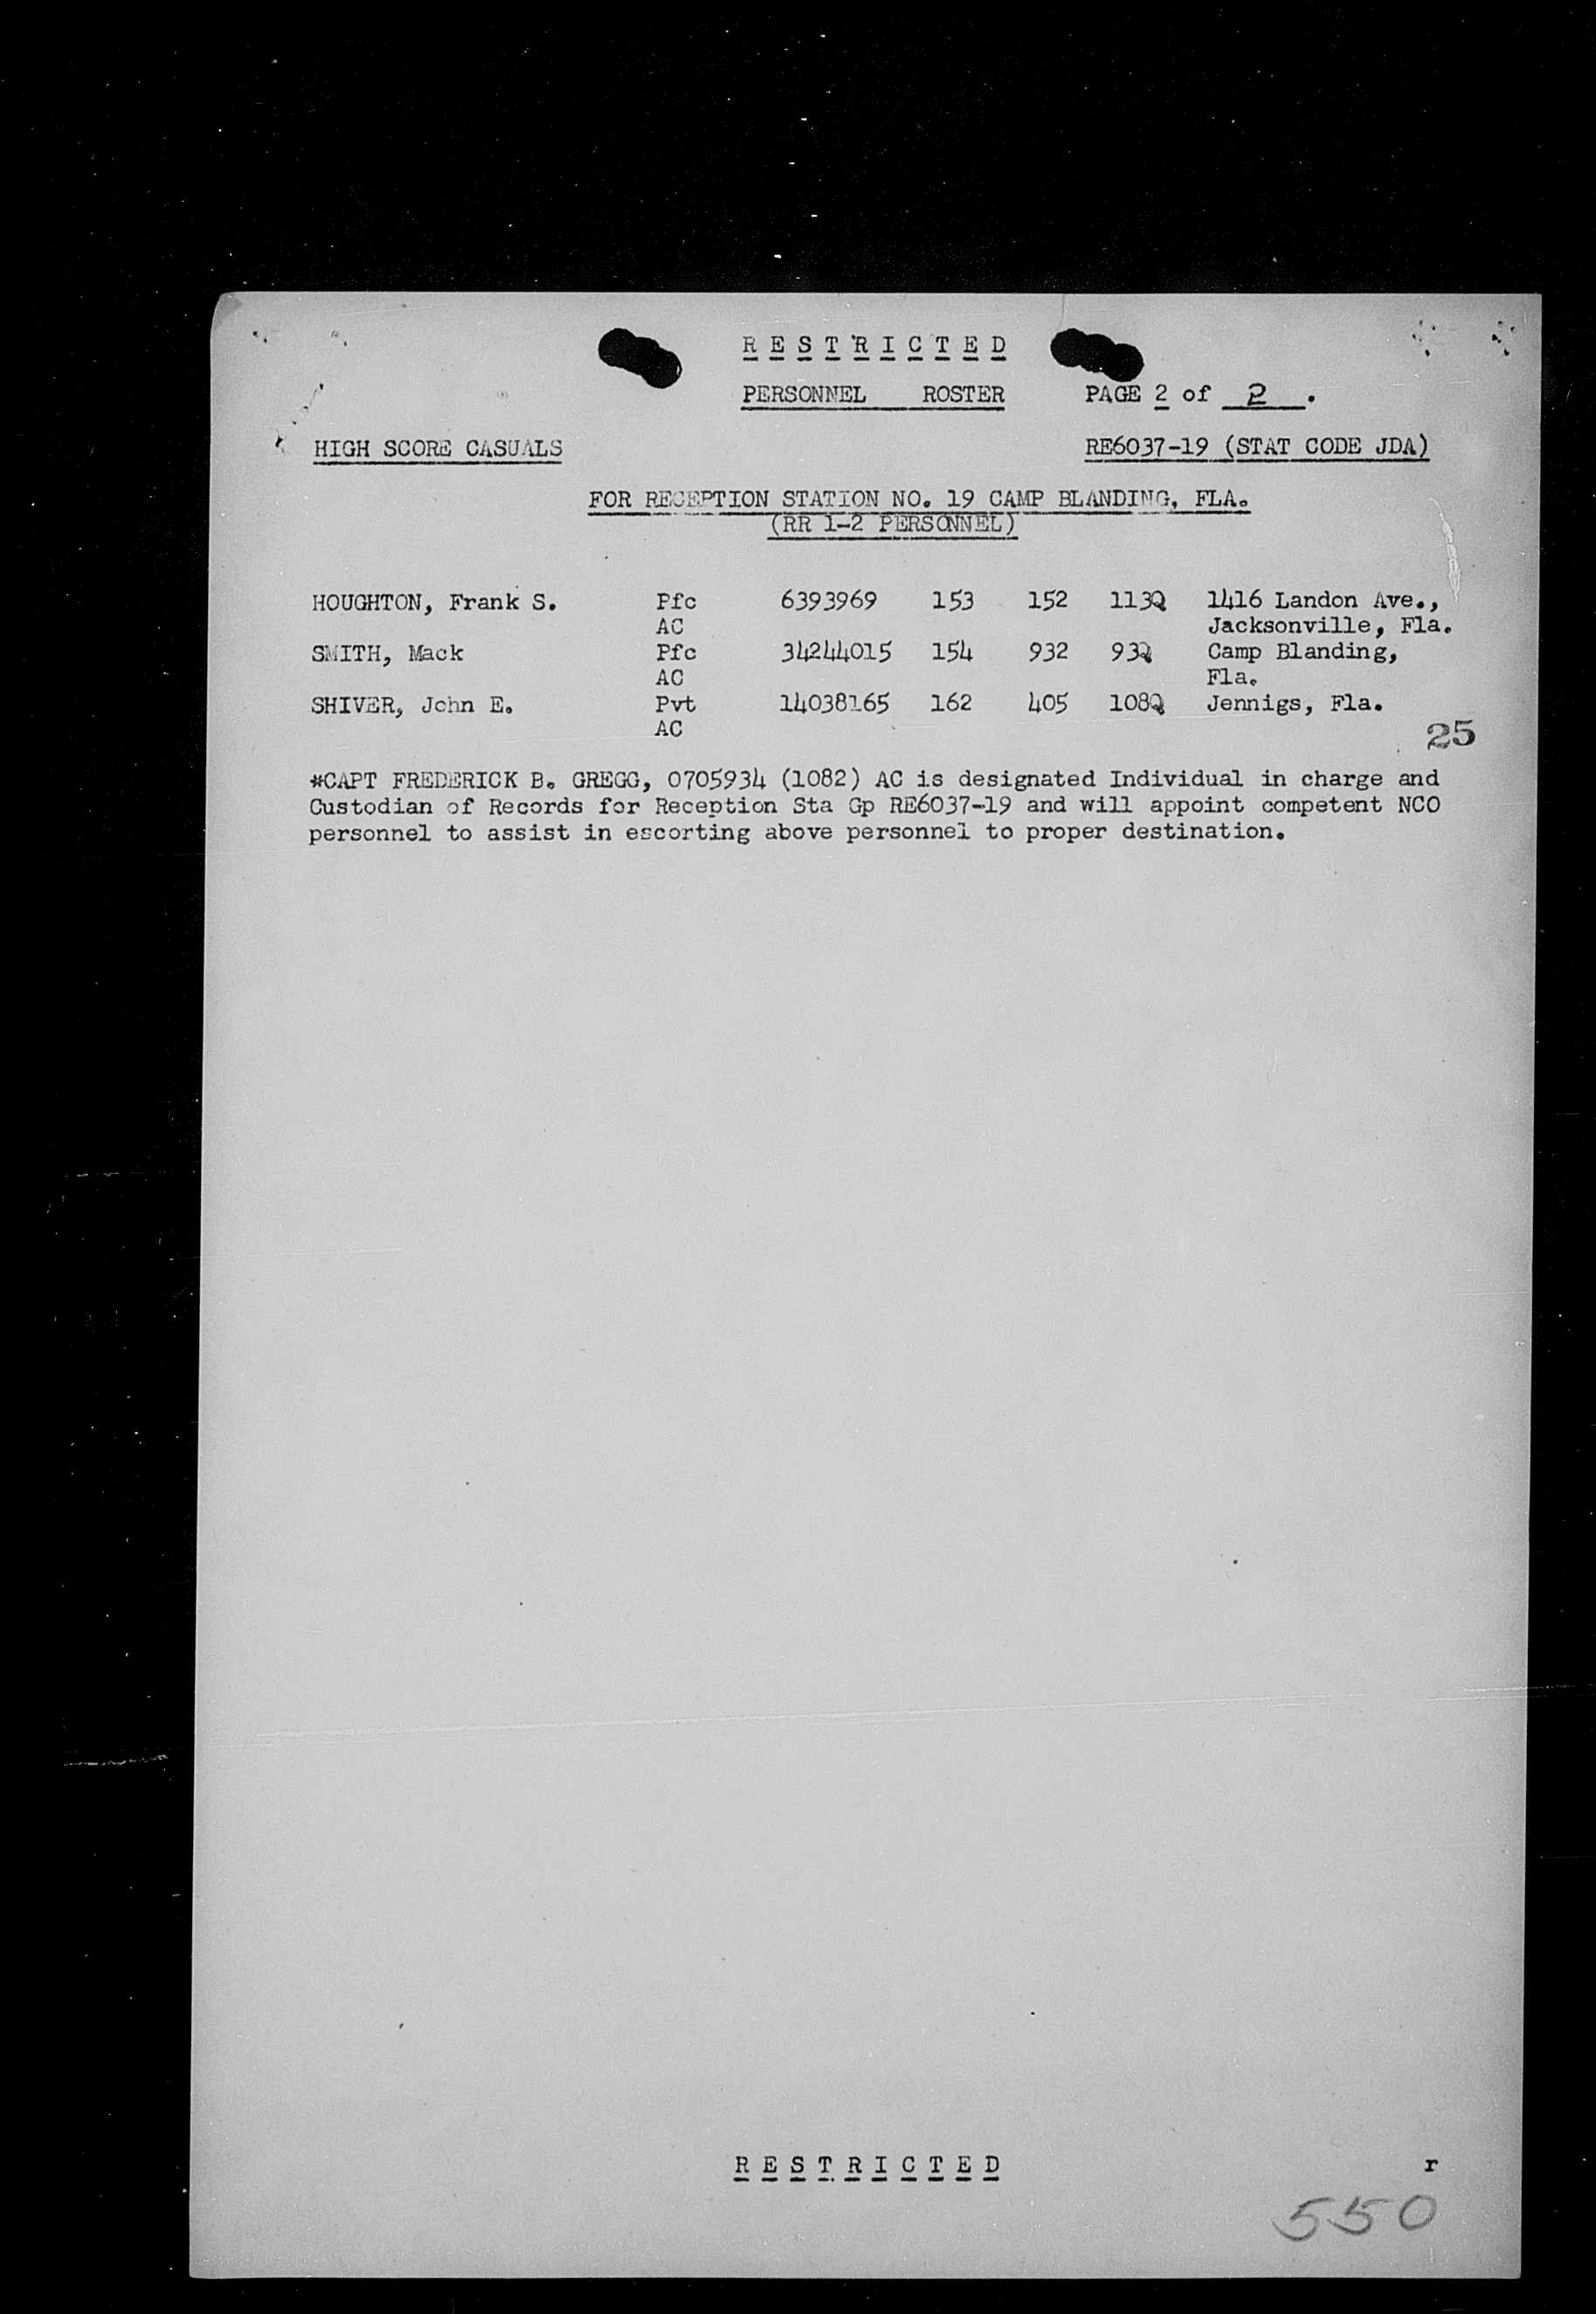 R E S T R I C T E D
PERSONNEL ROSTER PAGE 2 of 2 .
HIGH SCORE CASUALS RE6037-19 (STAT CODE JDA)
FOR RECEPTION STATION NO. 19 CAMP BLANDING, FLA.
(RR 1-2 PERSONNEL)
HOUGHTON, Frank S. Pfc 6393969 153 152 113Q 1416 Landon Ave.,
AC Jacksonville, Fla.
SMITH, Mack Pfc 34244015 154 932 93Q Camp Blanding,
AC Fla.
SHIVER, John E. Pvt 14038165 162 405 108Q Jennigs, Fla.
AC
25
*CAPT FREDERICK B. GREGG, 0705934 (1082) AC is designated Individual in charge and
Custodian of Records for Reception Sta Gp RE6037-19 and will appoint competent NCO
personnel to assist in escorting above personnel to proper destination.
R E S T R I C T E D r
550